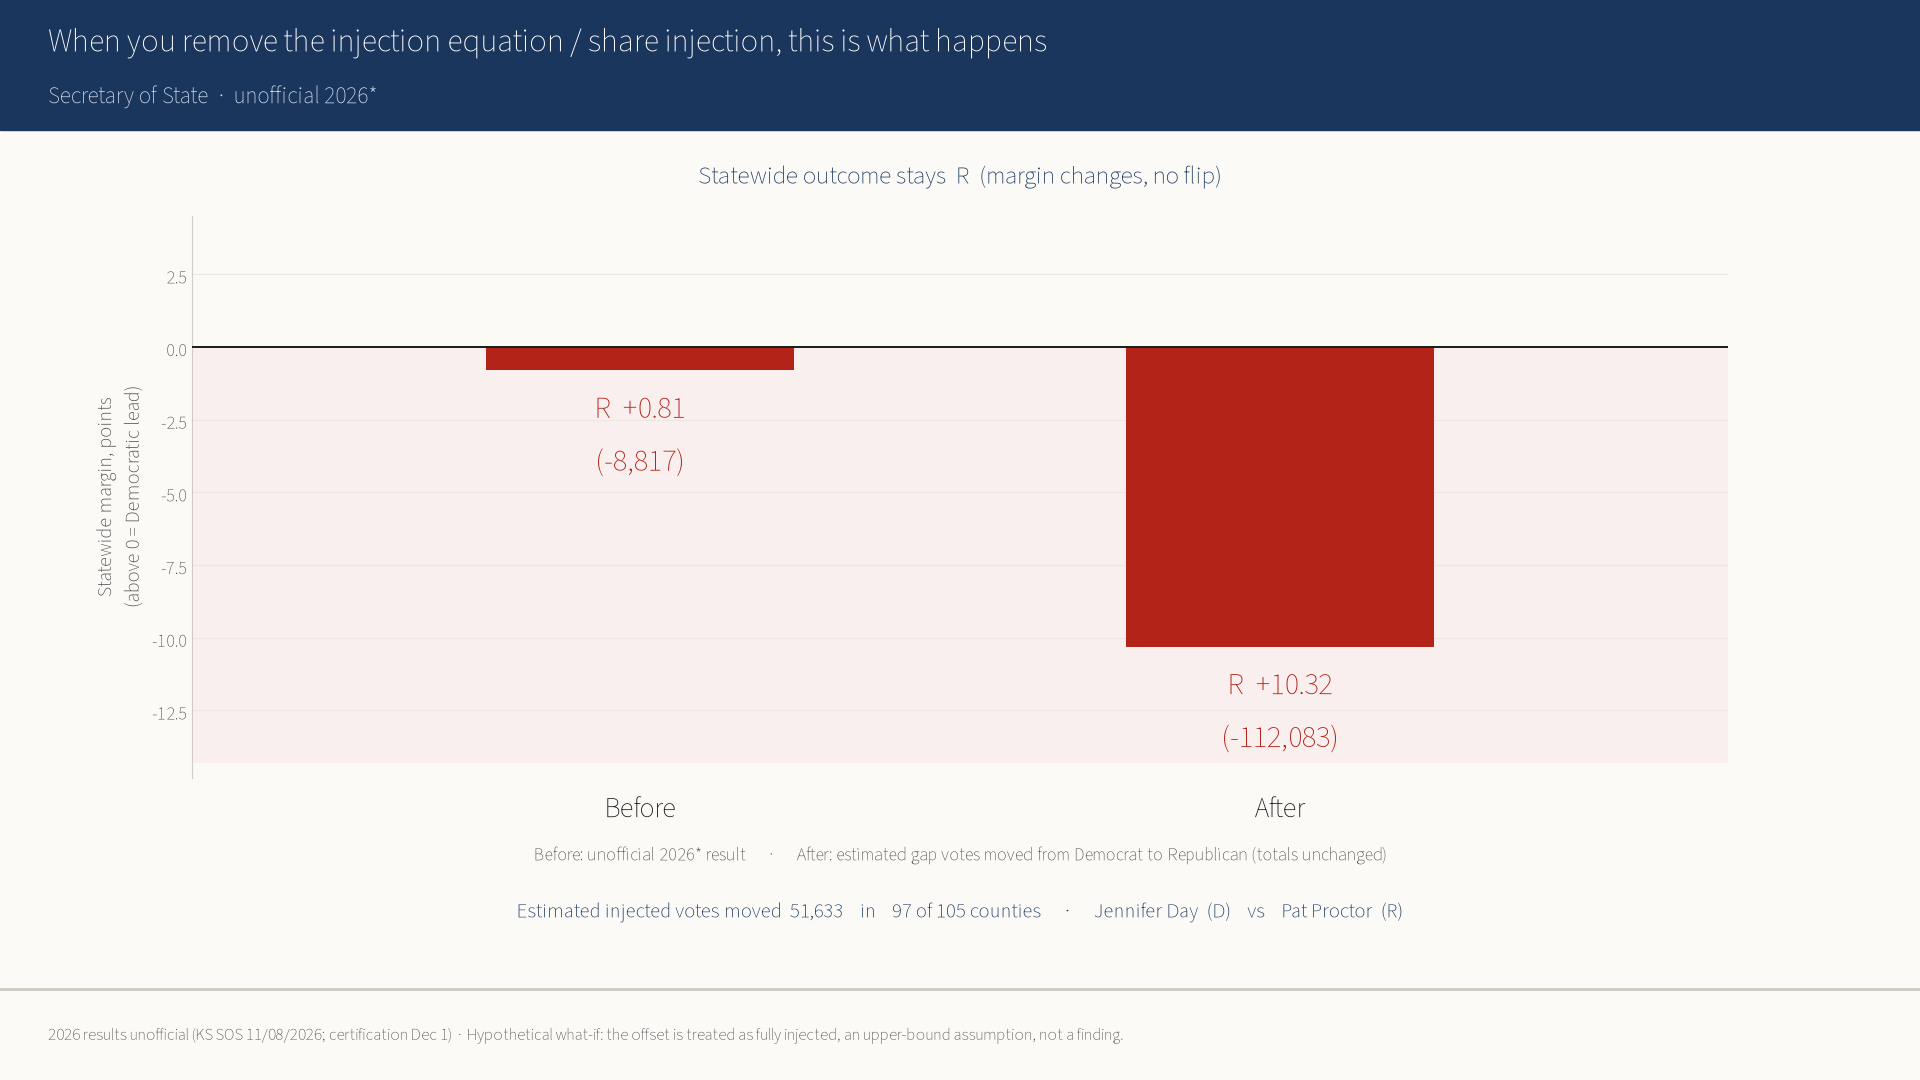 When you remove the injection equation / share injection, this is what happens
Secretary of State · unofficial 2026*
Statewide outcome stays R (margin changes, no flip)
2.5
0.0
-2.5
-5.0
-7.5
-10.0
-12.5
Statewide margin, points
(above 0 = Democratic lead)
R +0.81
(-8,817)
R +10.32
(-112,083)
Before
After
Before: unofficial 2026* result · After: estimated gap votes moved from Democrat to Republican (totals unchanged)
Estimated injected votes moved 51,633 in 97 of 105 counties · Jennifer Day (D) vs Pat Proctor (R)
2026 results unofficial (KS SOS 11/08/2026; certification Dec 1) · Hypothetical what-if: the offset is treated as fully injected, an upper-bound assumption, not a finding.